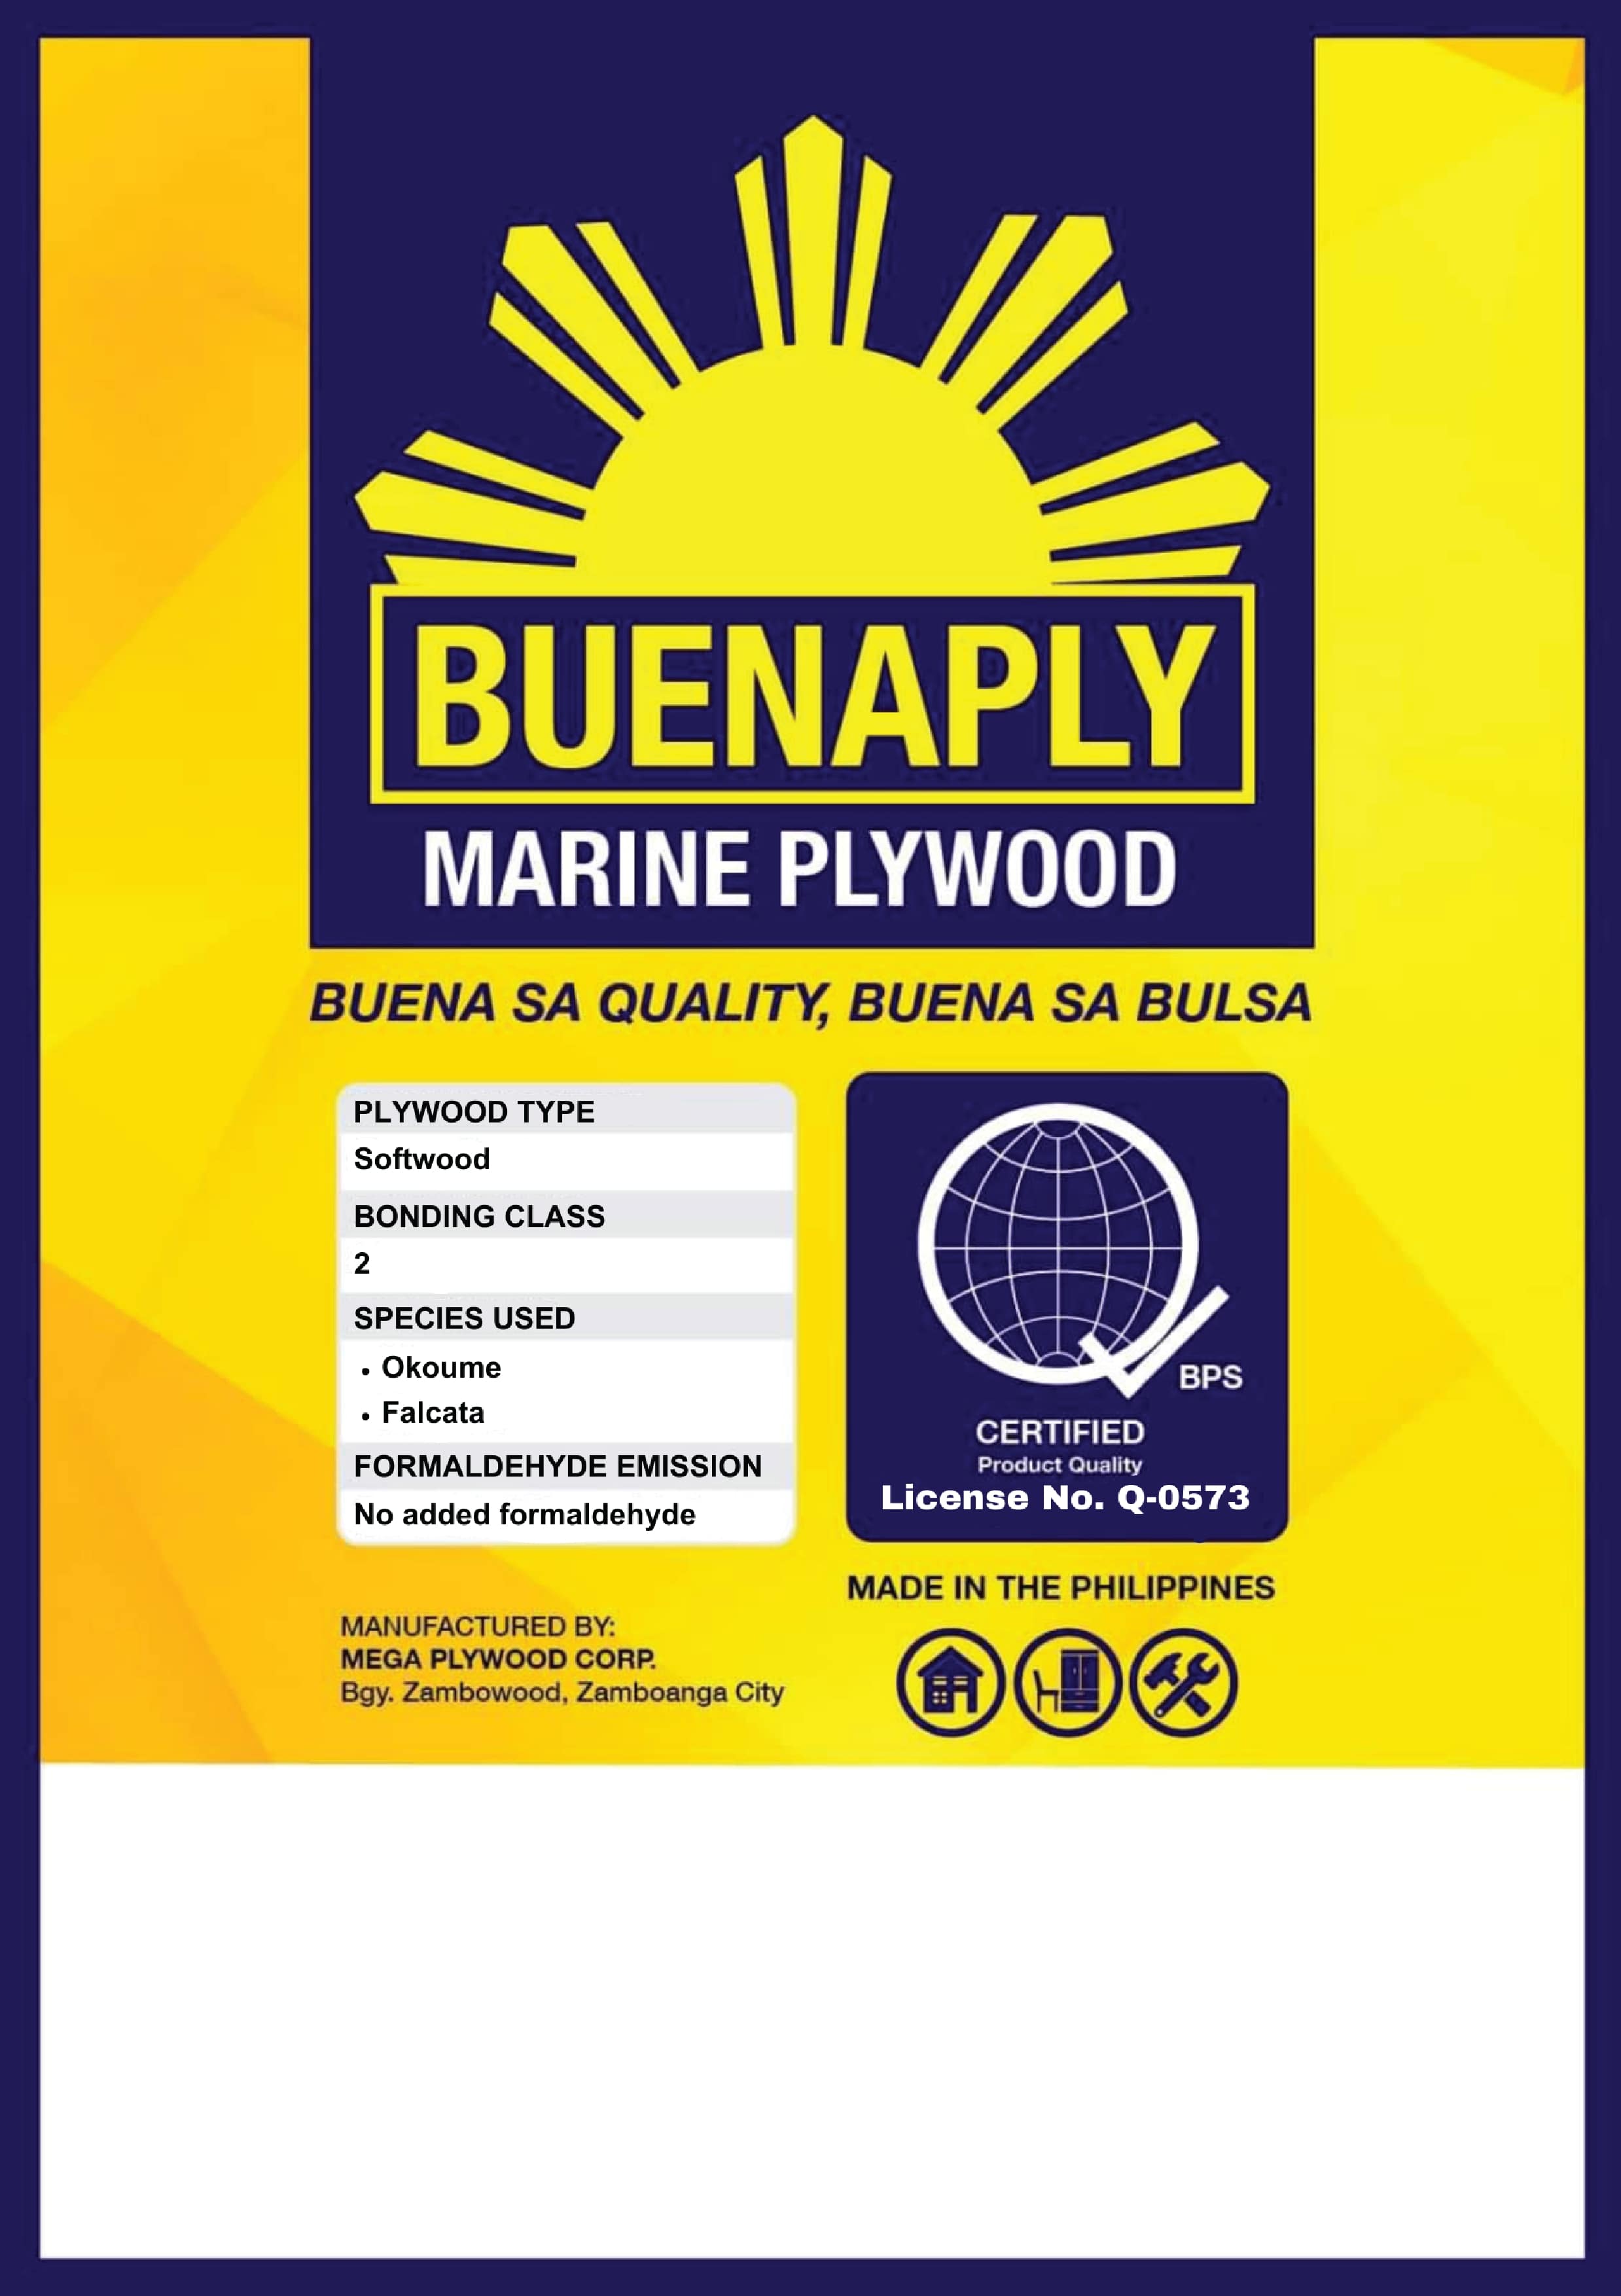 BUENAPLY
MARINE PLYWOOD
BUENA SA QUALITY, BUENA SA BULSA
PLYWOOD TYPE
Softwood
BONDING CLASS
2
SPECIES USED
• Okoume
• Falcata
FORMALDEHYDE EMISSION
No added formaldehyde
BPS
CERTIFIED
Product Quality
License No. Q-0573
MADE IN THE PHILIPPINES
MANUFACTURED BY:
MEGA PLYWOOD CORP.
Bgy. Zambowood, Zamboanga City